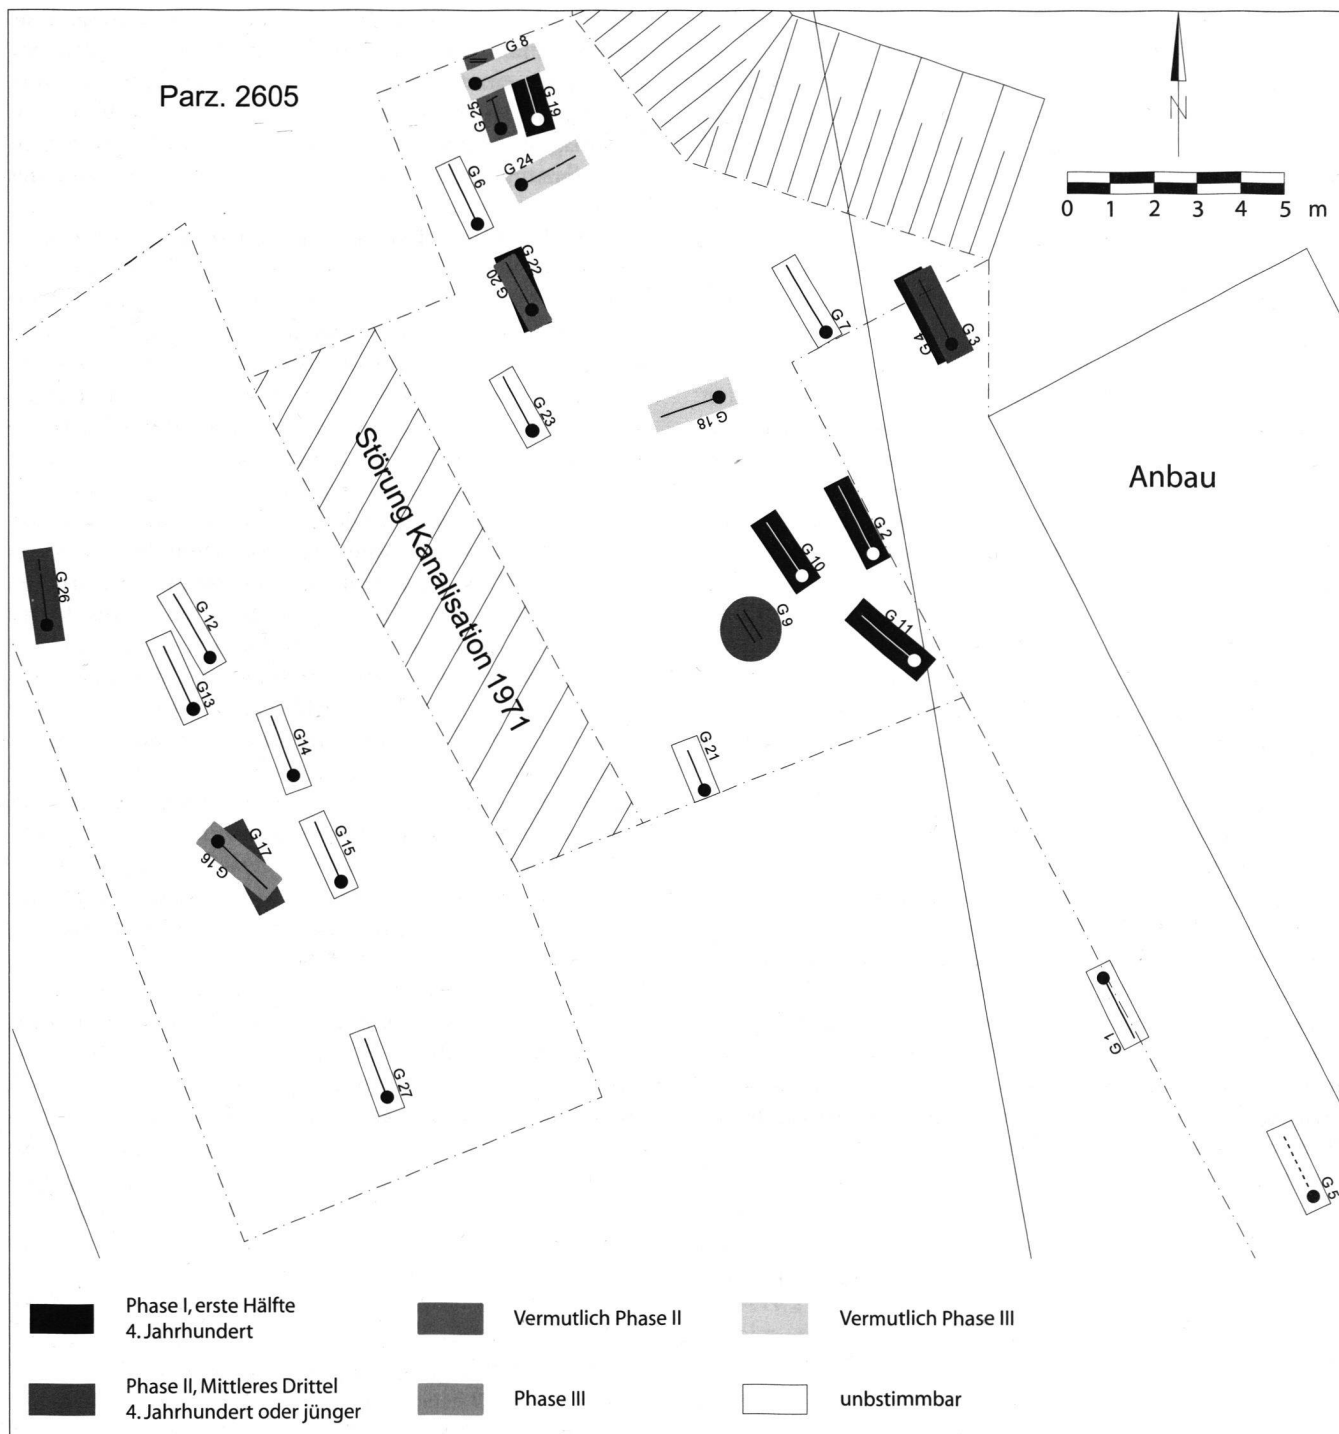 Parz. 2605
G 8
G 25
G 19
G 24
G 6
G 22
G 20
N
0 1 2 3 4 5 m
G 7
G 4
G 3
G 23
G 18
Störung Kanalisation 1971
Anbau
G 2
G 10
G 9
G 11
G 26
G 12
G13
G14
G 21
G 15
G 17
G 16
G 27
G 1
G 5
Phase I, erste Hälfte
4. Jahrhundert
Vermutlich Phase II
Vermutlich Phase III
Phase II, Mittleres Drittel
4. Jahrhundert oder jünger
Phase III
unbstimmbar